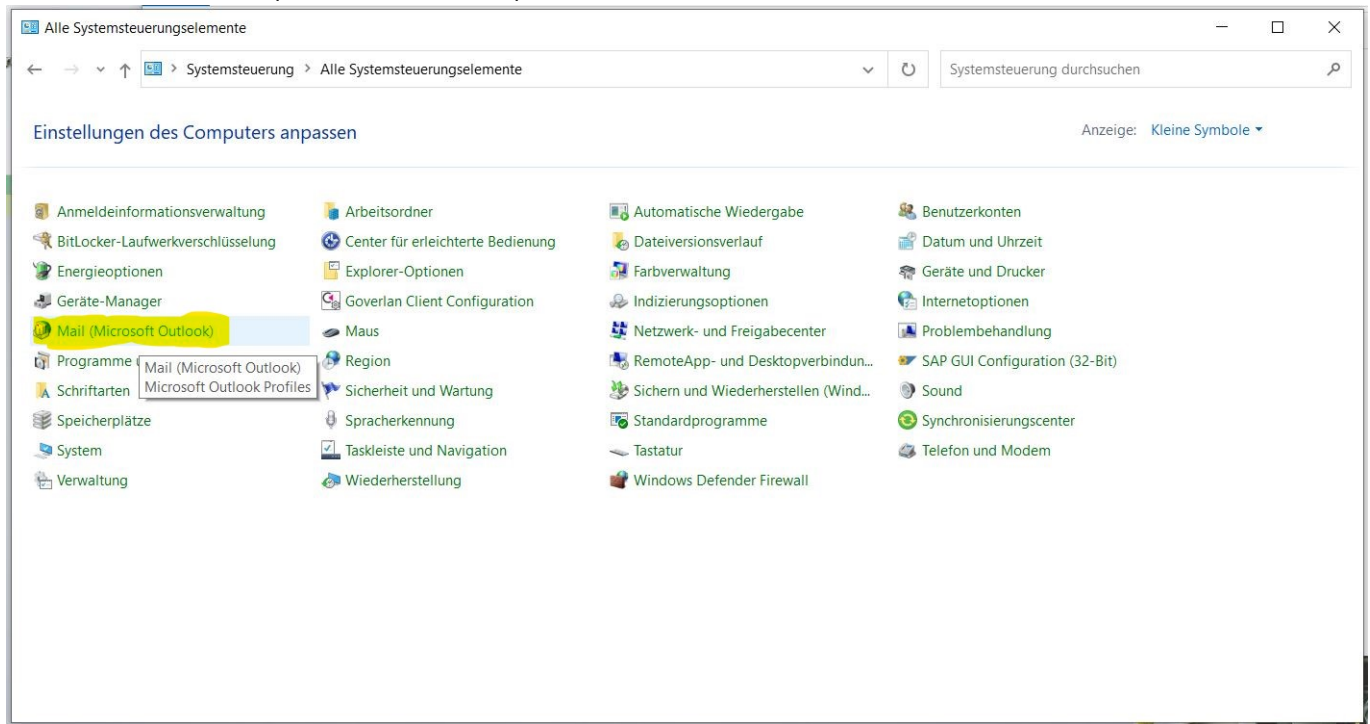 Alle Systemsteuerungselemente
Systemsteuerung > Alle Systemsteuerungselemente
Systemsteuerung durchsuchen
Einstellungen des Computers anpassen
Anzeige: Kleine Symbole
Anmeldeinformationsverwaltung
Arbeitsordner
Automatische Wiedergabe
Benutzerkonten
BitLocker-Laufwerkverschlüsselung
Center für erleichterte Bedienung
Dateiversionsverlauf
Datum und Uhrzeit
Energieoptionen
Explorer-Optionen
Farbverwaltung
Geräte und Drucker
Geräte-Manager
Goverlan Client Configuration
Indizierungsoptionen
Internetoptionen
Mail (Microsoft Outlook)
Maus
Netzwerk- und Freigabecenter
Problembehandlung
Programme
Mail (Microsoft Outlook)
Microsoft Outlook Profiles
Region
RemoteApp- und Desktopverbindun...
SAP GUI Configuration (32-Bit)
Schriftarten
Sicherheit und Wartung
Sichern und Wiederherstellen (Wind...
Sound
Speicherplätze
Spracherkennung
Standardprogramme
Synchronisierungscenter
System
Taskleiste und Navigation
Tastatur
Telefon und Modem
Verwaltung
Wiederherstellung
Windows Defender Firewall